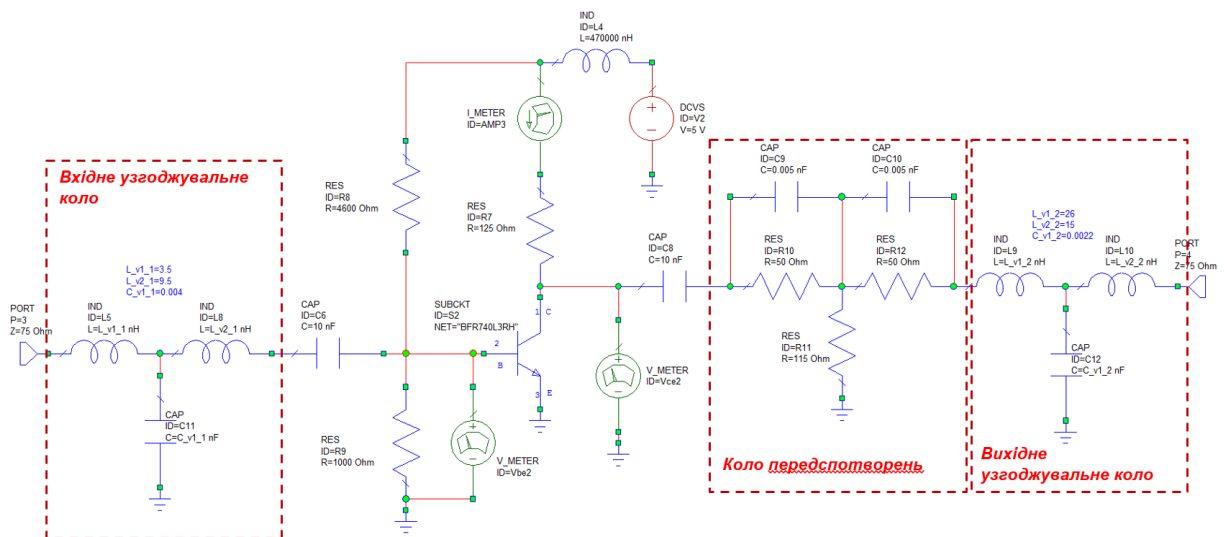 IND
ID=L4
L=470000 nH
I_METER
ID=AMP3
DCVS
ID=V2
V=5 V
+
−
Вхідне узгоджувальне
коло
RES
ID=R8
R=4600 Ohm
RES
ID=R7
R=125 Ohm
CAP
ID=C9
C=0.005 nF
CAP
ID=C10
C=0.005 nF
L_v1_1=3.5
L_v2_1=9.5
C_v1_1=0.004
PORT
P=3
Z=75 Ohm
IND
ID=L5
L=L_v1_1 nH
IND
ID=L8
L=L_v2_1 nH
CAP
ID=C6
C=10 nF
SUBCKT
ID=S2
NET="BFR740L3RH"
1
C
2
B
3
E
CAP
ID=C8
C=10 nF
RES
ID=R10
R=50 Ohm
RES
ID=R12
R=50 Ohm
L_v1_2=26
L_v2_2=15
C_v1_2=0.0022
IND
ID=L9
L=L_v1_2 nH
IND
ID=L10
L=L_v2_2 nH
PORT
P=4
Z=75 Ohm
CAP
ID=C11
C=C_v1_1 nF
RES
ID=R9
R=1000 Ohm
+
−
V_METER
ID=Vbe2
+
−
V_METER
ID=Vce2
RES
ID=R11
R=115 Ohm
CAP
ID=C12
C=C_v1_2 nF
Коло передспотворень
Вихідне
узгоджувальне коло